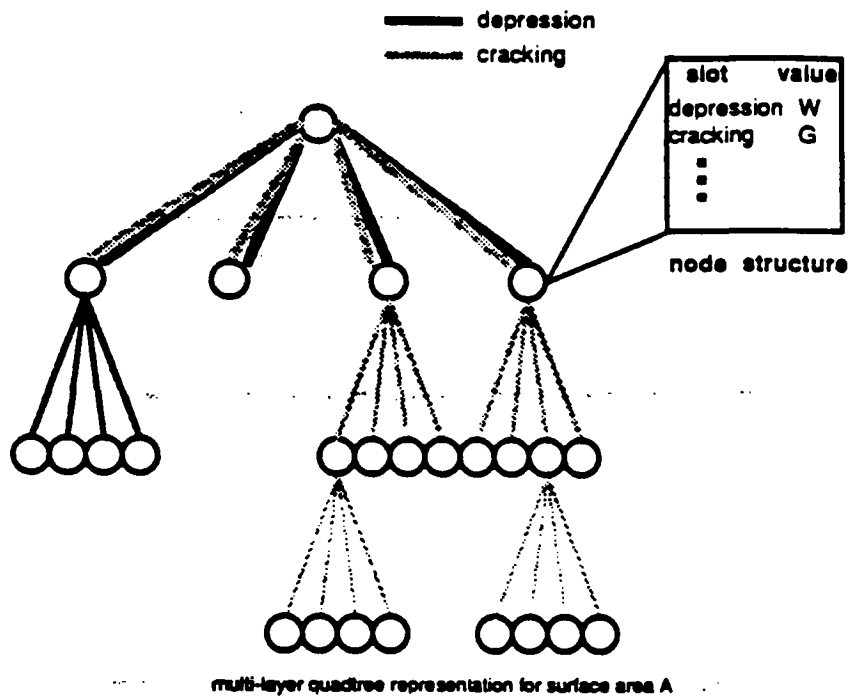 depression
cracking
slot value
depression W
cracking G
node structure
multi-layer quadtree representation for surface area A